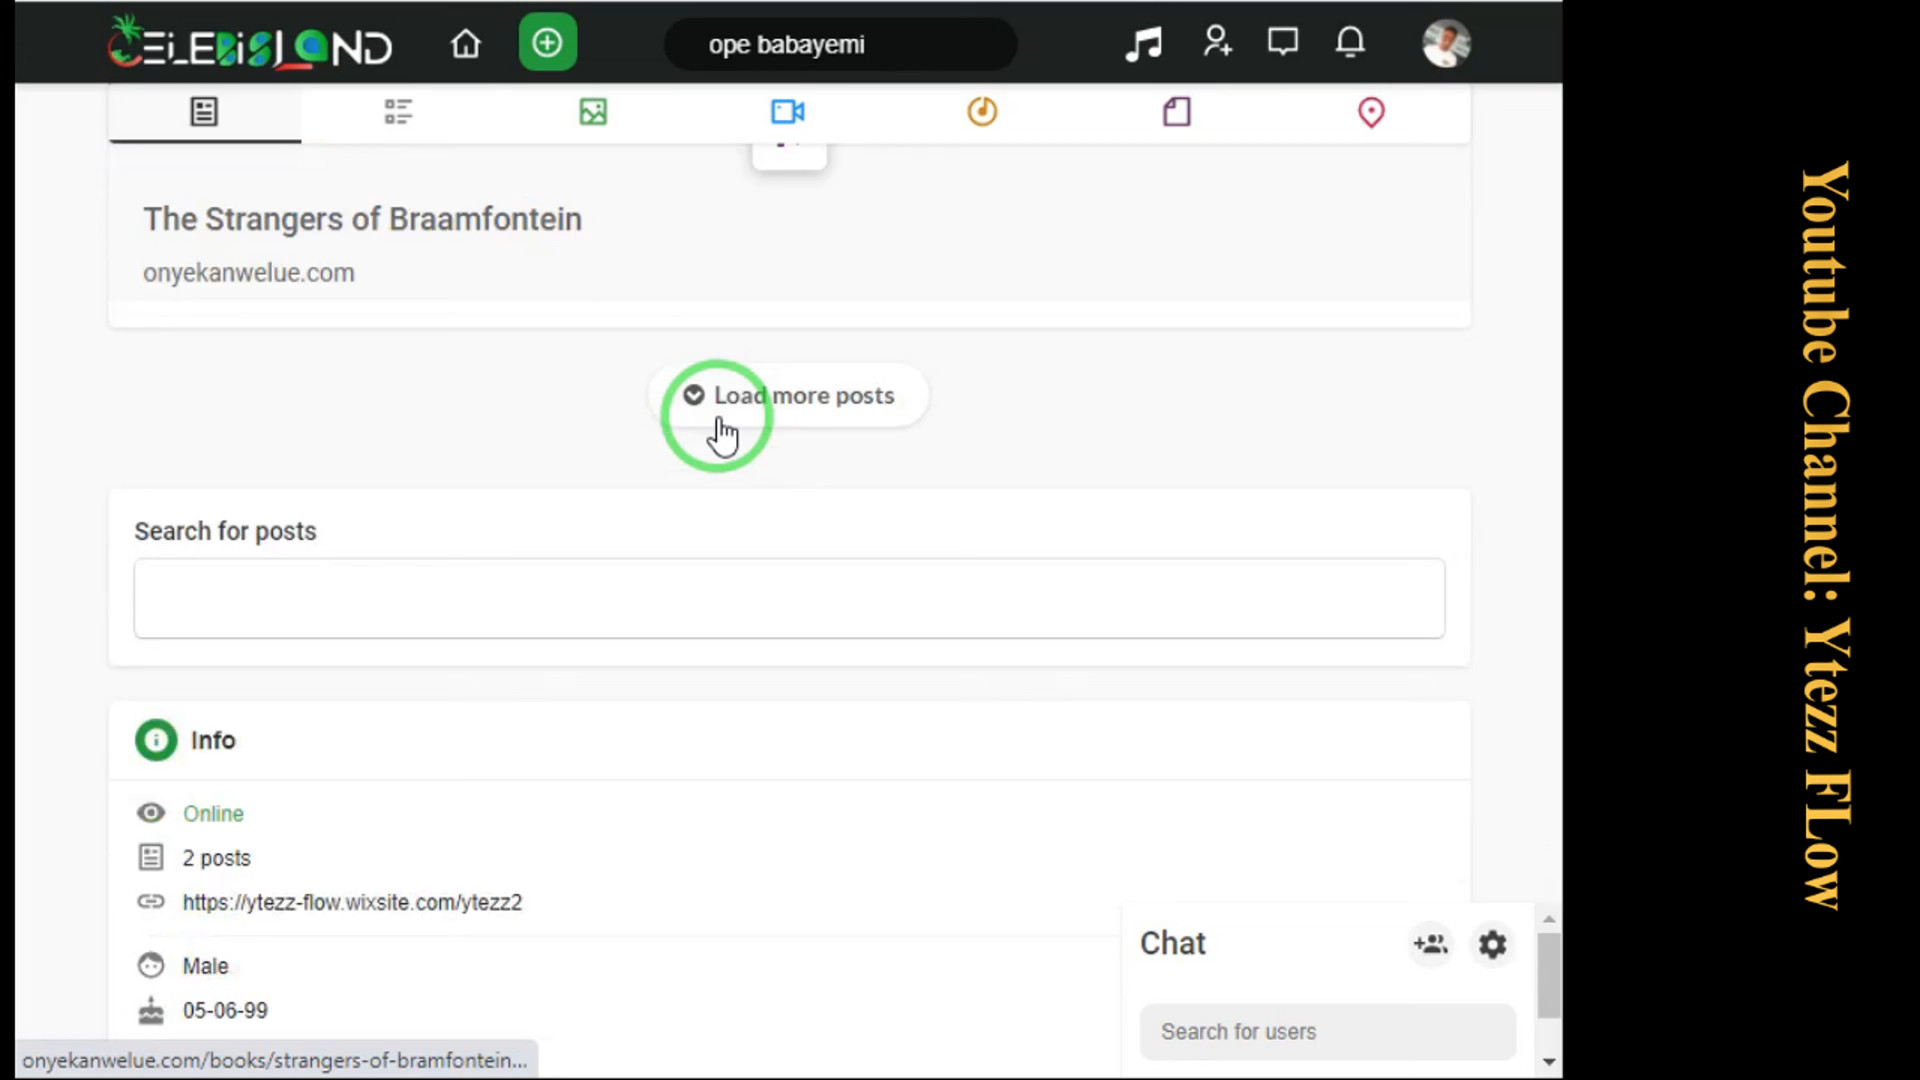 CELEBISLAND
ope babayemi
The Strangers of Braamfontein
onyekanwelue.com
Load more posts
Search for posts
Info
Online
2 posts
https://ytezz-flow.wixsite.com/ytezz2
Male
05-06-99
Chat
Search for users
onyekanwelue.com/books/strangers-of-bramfontein...
Youtube Channel: Ytezz FLow